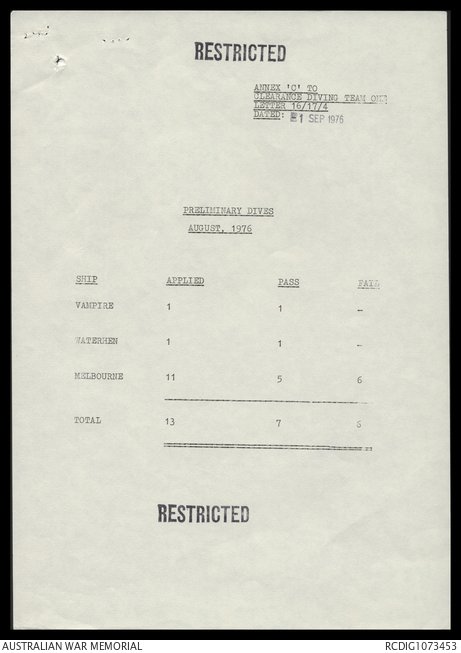 RESTRICTED
ANNEX 'C' TO
CLEARANCE DIVING TEAM ONE
LETTER 16/17/4
DATED: 21 SEP 1976
PRELIMINARY DIVES
AUGUST, 1976
SHIP APPLIED PASS FAIL
VAMPIRE 1 1 -
WATERHEN 1 1 -
MELBOURNE 11 5 6
TOTAL 13 7 6
RESTRICTED
AUSTRALIAN WAR MEMORIAL RCDIG1073453